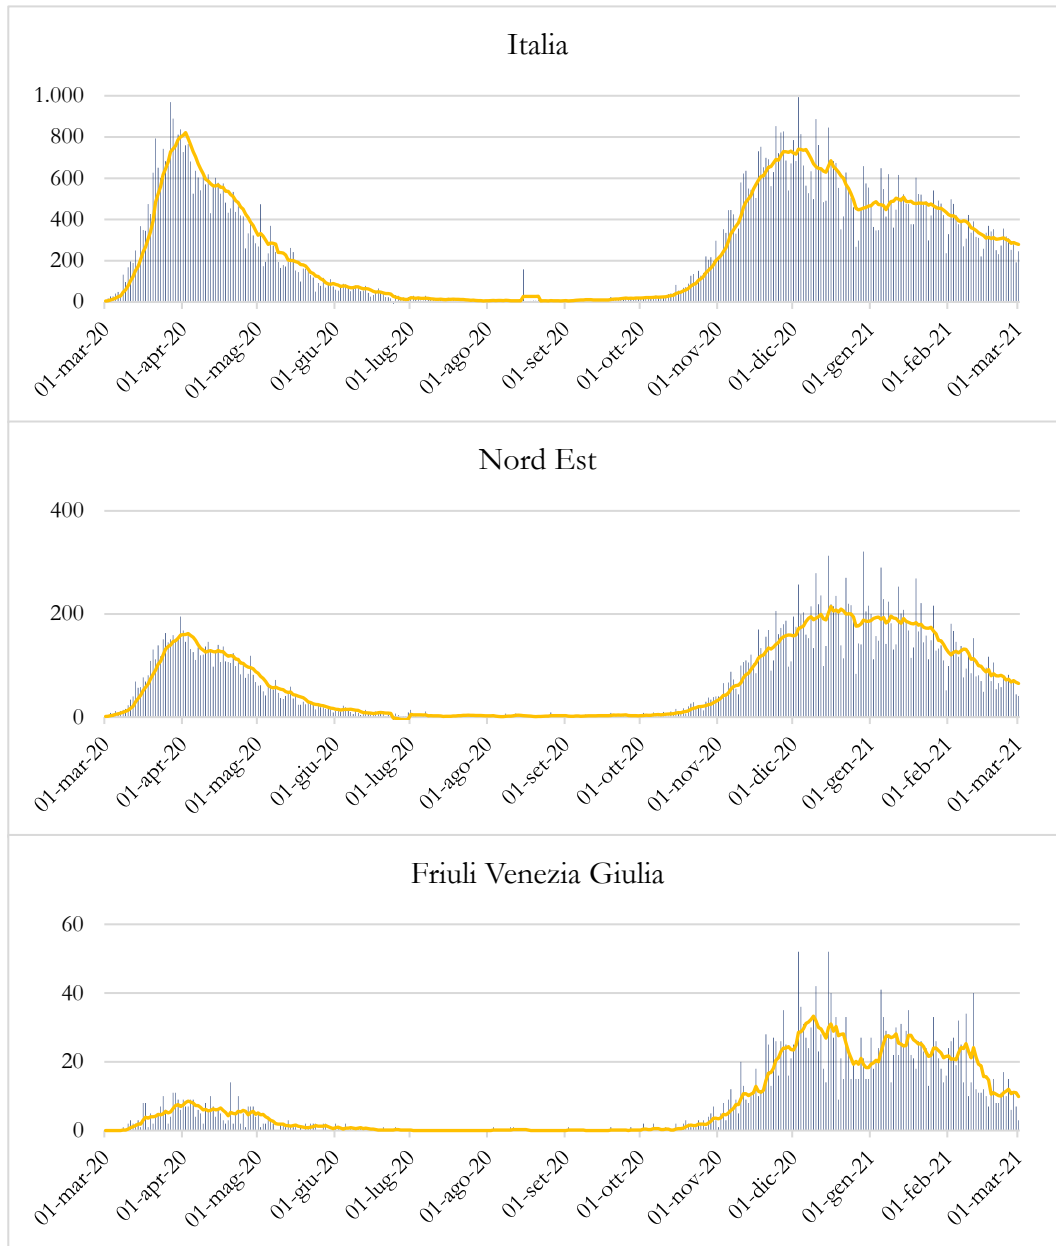 Italia
1.000
800
600
400
200
0
01-mar-20
01-apr-20
01-mag-20
01-giu-20
01-lug-20
01-ago-20
01-set-20
01-ott-20
01-nov-20
01-dic-20
01-gen-21
01-feb-21
01-mar-21
Nord Est
400
200
0
01-mar-20
01-apr-20
01-mag-20
01-giu-20
01-lug-20
01-ago-20
01-set-20
01-ott-20
01-nov-20
01-dic-20
01-gen-21
01-feb-21
01-mar-21
Friuli Venezia Giulia
60
40
20
0
01-mar-20
01-apr-20
01-mag-20
01-giu-20
01-lug-20
01-ago-20
01-set-20
01-ott-20
01-nov-20
01-dic-20
01-gen-21
01-feb-21
01-mar-21